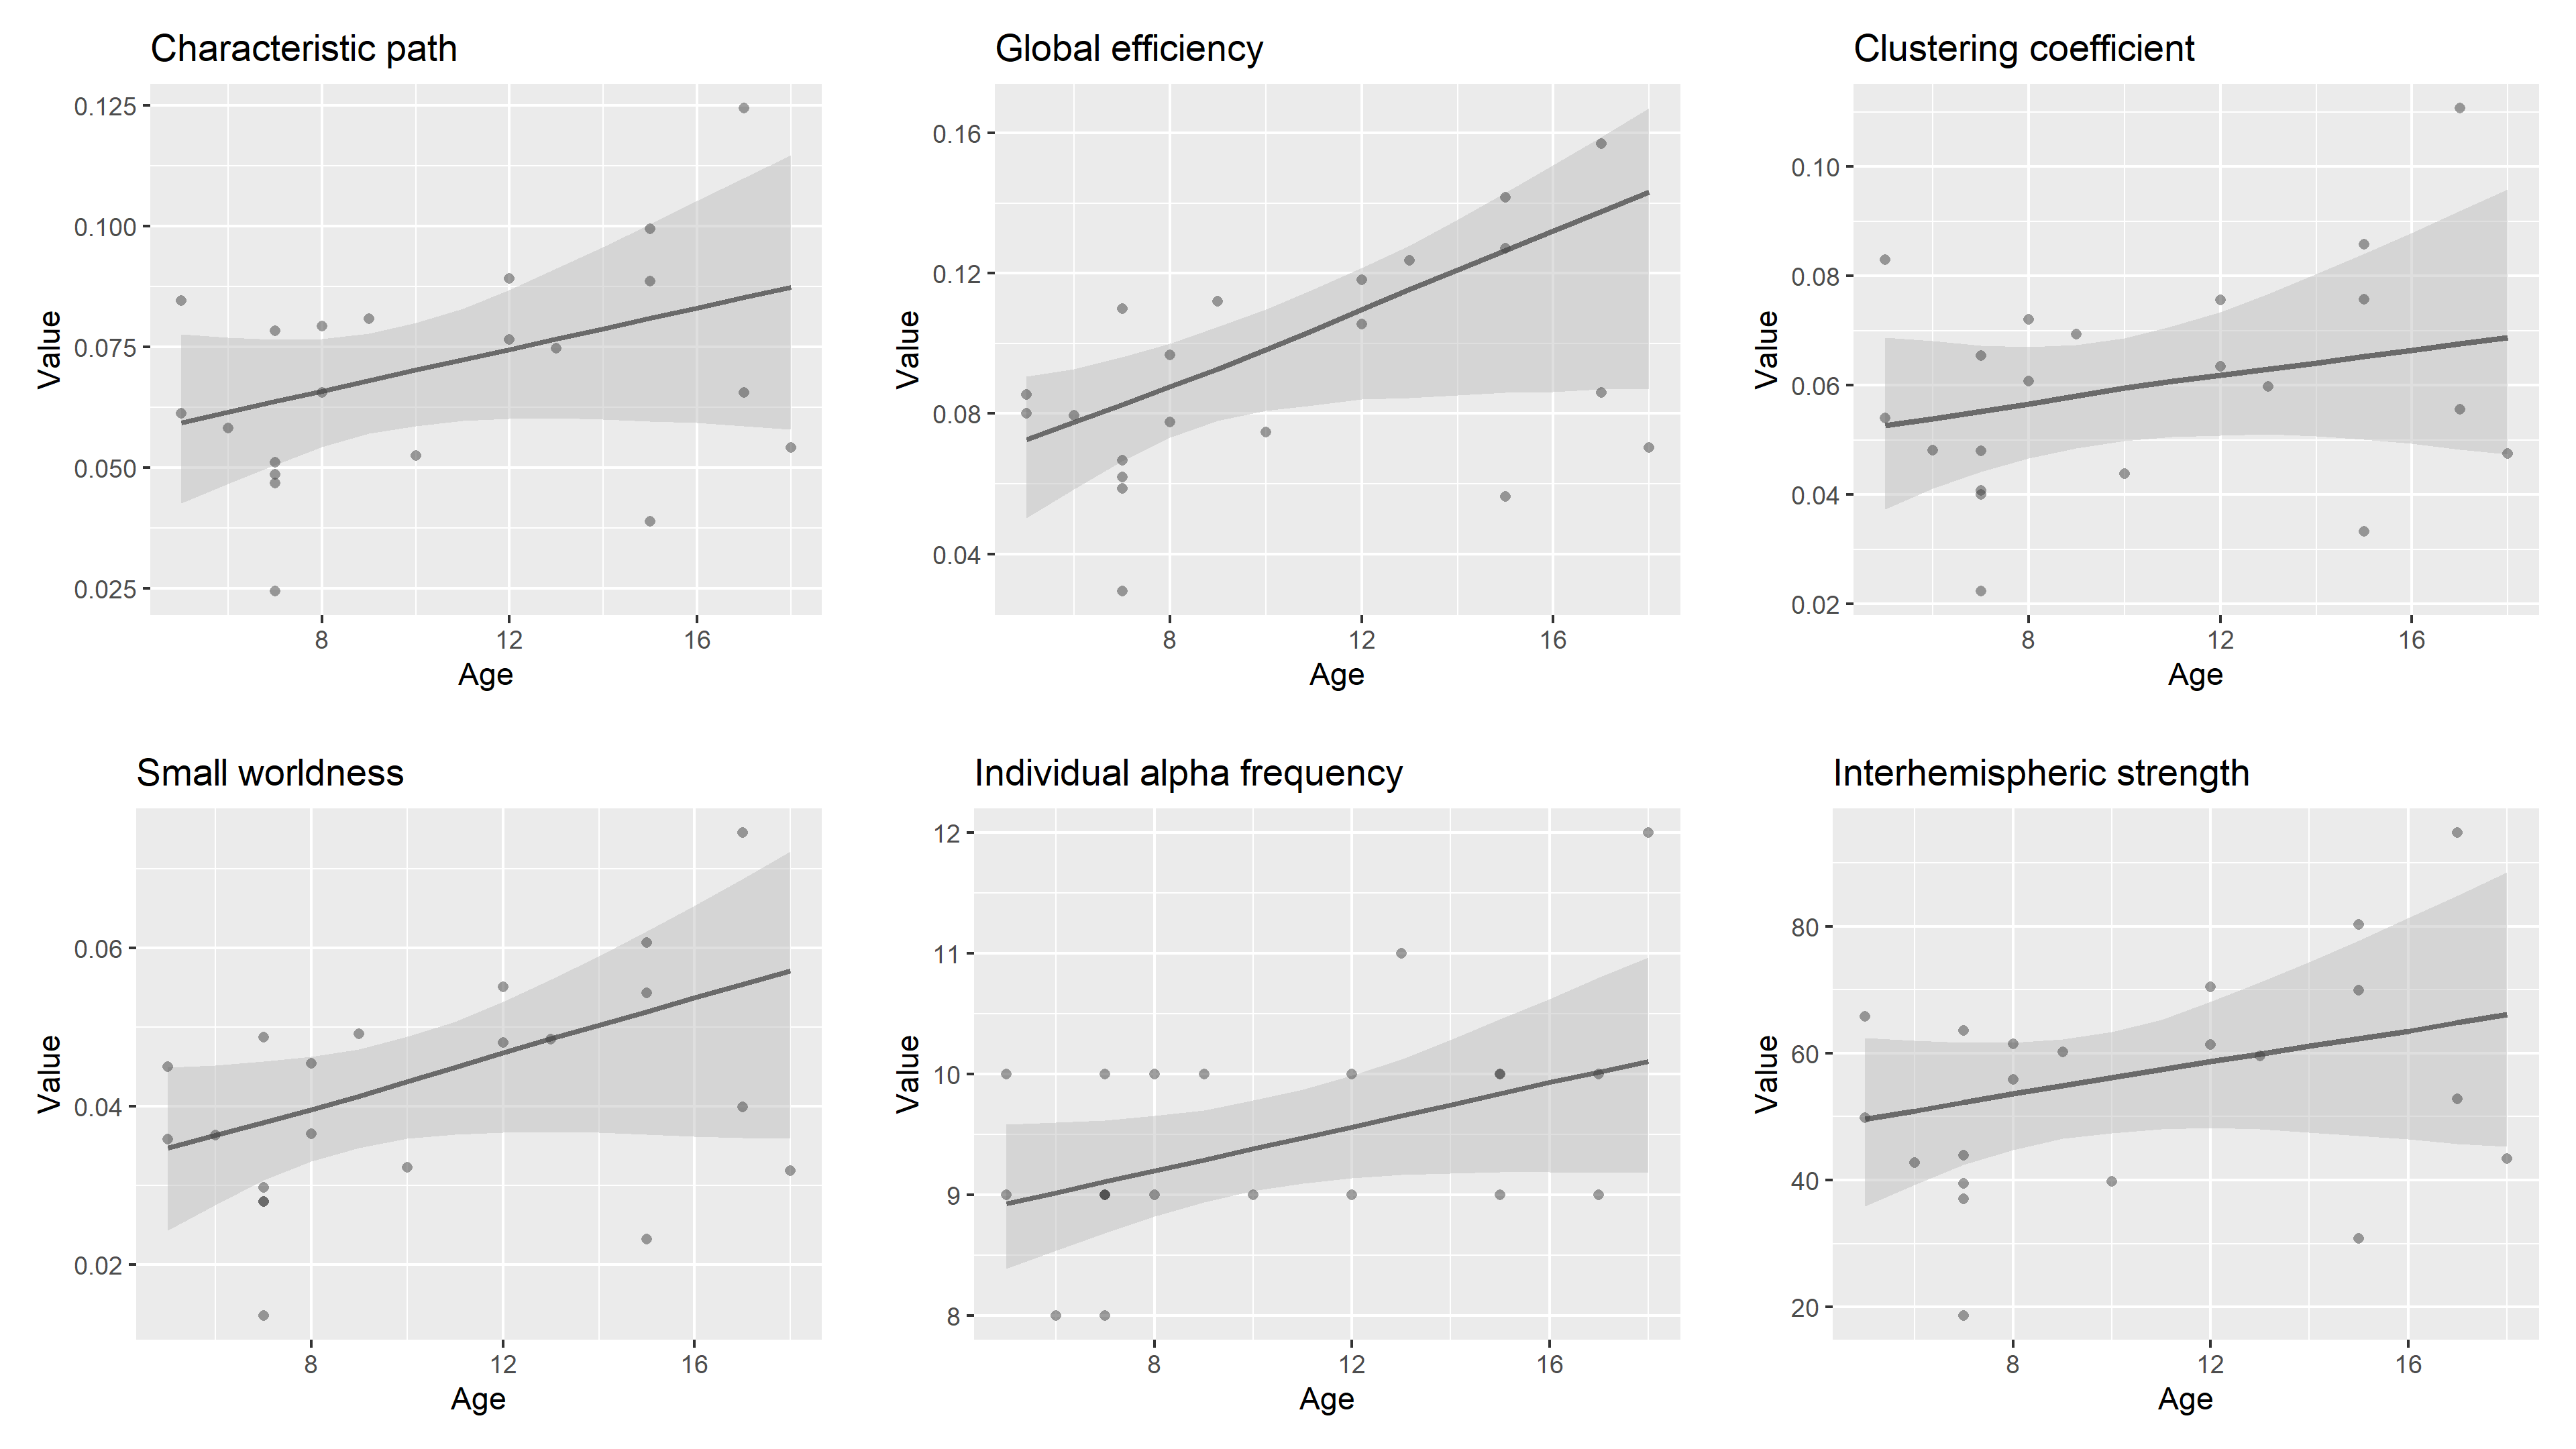 Characteristic path
Global efficiency
Clustering coefficient
0.125
0.100
0.075
0.050
0.025
Value
8
12
16
Age
0.16
0.12
0.08
0.04
Value
8
12
16
Age
0.10
0.08
0.06
0.04
0.02
Value
8
12
16
Age
Small worldness
Individual alpha frequency
Interhemispheric strength
0.06
0.04
0.02
Value
8
12
16
Age
12
11
10
9
8
Value
8
12
16
Age
80
60
40
20
Value
8
12
16
Age